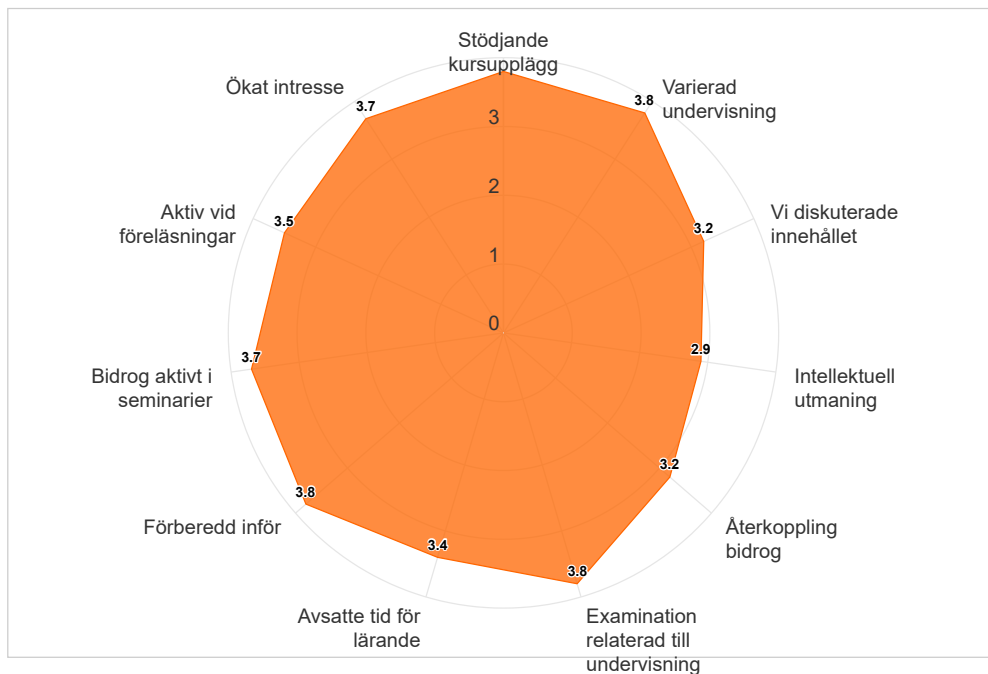 Stödjande
kursupplägg
Ökat intresse
3.7
3.8
Varierad
undervisning
3
2
1
0
Aktiv vid
föreläsningar
3.5
3.2
Vi diskuterade
innehållet
3.7
Bidrog aktivt i
seminarier
2.9
Intellektuell
utmaning
3.8
Förberedd inför
3.2
Återkoppling
bidrog
3.4
Avsatte tid för
lärande
3.8
Examination
relaterad till
undervisning